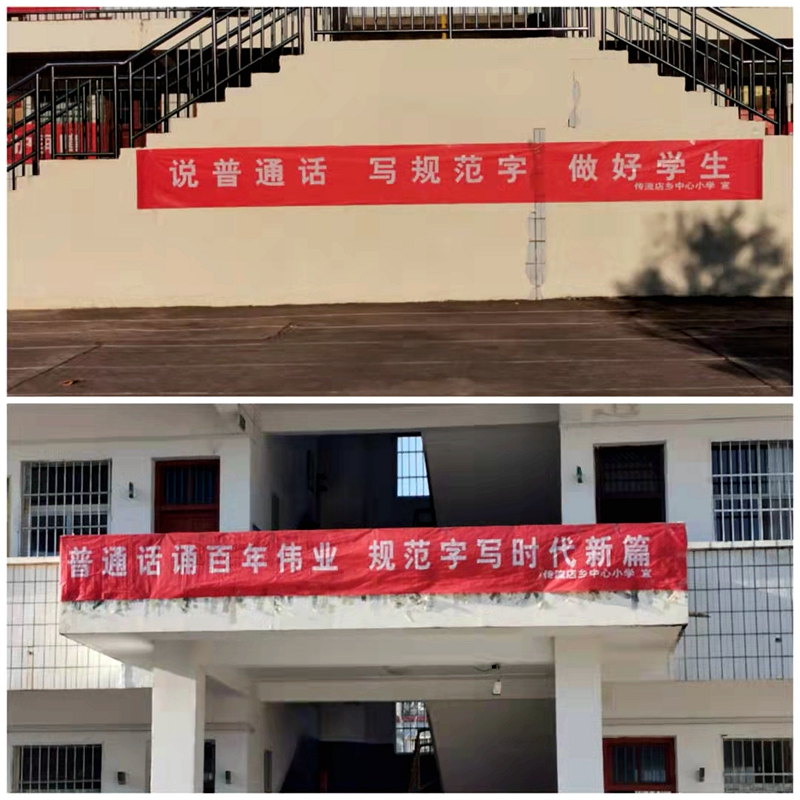 说普通话 写规范字 做好学生
传流店乡中心小学 宣
普通话诵百年伟业 规范字写时代新篇
传流店乡中心小学 宣